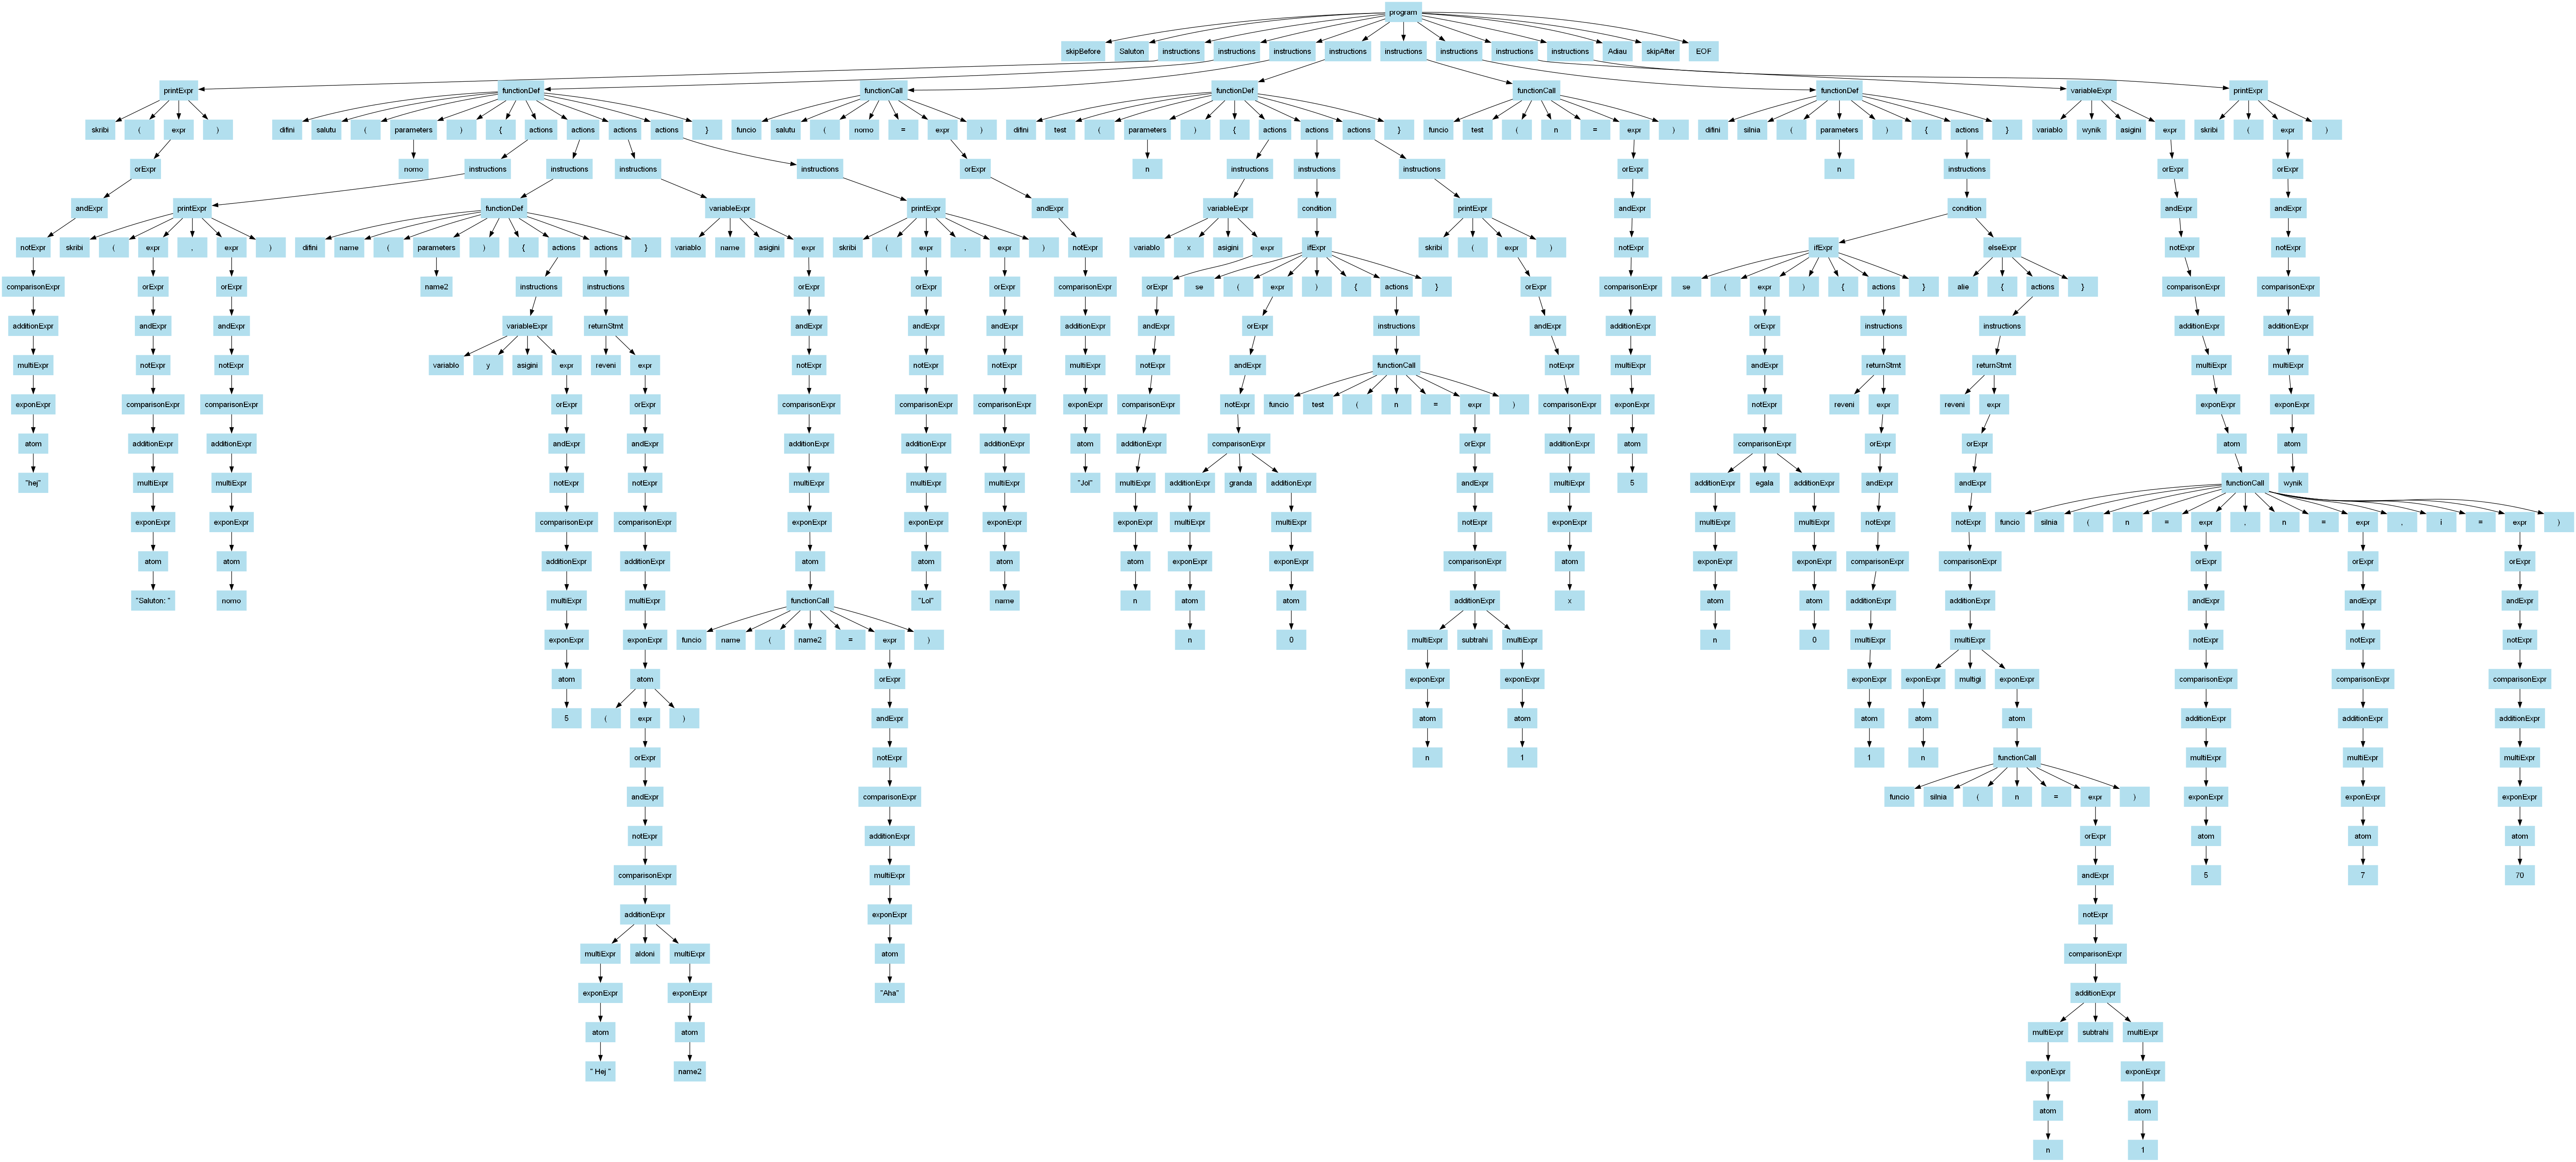 program
skipBefore Saluton instructions instructions instructions instructions instructions instructions instructions instructions Adiau skipAfter EOF
printExpr functionDef functionCall functionDef functionCall functionDef variableExpr printExpr
skribi ( expr ) difini salutu ( parameters ) { actions actions actions actions } funcio salutu ( nomo = expr ) difini test ( parameters ) { actions actions actions } funcio test ( n = expr ) difini silnia ( parameters ) { actions } variablo wynik asigini expr skribi ( expr )
orExpr nomo instructions instructions instructions instructions orExpr n instructions instructions instructions orExpr n instructions orExpr orExpr
andExpr printExpr functionDef variableExpr printExpr andExpr variableExpr condition printExpr andExpr condition andExpr andExpr
notExpr skribi ( expr , expr ) difini name ( parameters ) { actions actions } variablo name asigini expr skribi ( expr , expr ) notExpr variablo x asigini expr ifExpr skribi ( expr ) notExpr ifExpr elseExpr notExpr notExpr
comparisonExpr orExpr orExpr name2 instructions instructions orExpr orExpr orExpr comparisonExpr orExpr se ( expr ) { actions } orExpr comparisonExpr se ( expr ) { actions } alie { actions } comparisonExpr comparisonExpr
additionExpr andExpr andExpr variableExpr returnStmt andExpr andExpr andExpr additionExpr andExpr orExpr instructions andExpr additionExpr orExpr instructions instructions additionExpr additionExpr
multiExpr notExpr notExpr variablo y asigini expr reveni expr notExpr notExpr notExpr multiExpr notExpr andExpr functionCall notExpr multiExpr andExpr returnStmt returnStmt multiExpr multiExpr
exponExpr comparisonExpr comparisonExpr orExpr orExpr comparisonExpr comparisonExpr comparisonExpr exponExpr comparisonExpr notExpr funcio test ( n = expr ) comparisonExpr exponExpr notExpr reveni expr reveni expr exponExpr exponExpr
atom additionExpr additionExpr andExpr andExpr additionExpr additionExpr additionExpr atom additionExpr comparisonExpr orExpr additionExpr atom comparisonExpr orExpr orExpr atom atom
"hej" multiExpr multiExpr notExpr notExpr multiExpr multiExpr multiExpr "Jol" multiExpr additionExpr granda additionExpr andExpr multiExpr 5 additionExpr egala additionExpr andExpr andExpr functionCall wynik
exponExpr exponExpr comparisonExpr comparisonExpr exponExpr exponExpr exponExpr exponExpr multiExpr multiExpr notExpr exponExpr multiExpr multiExpr notExpr notExpr funcio silnia ( n = expr , n = expr , i = expr )
atom atom additionExpr additionExpr atom atom atom atom exponExpr exponExpr comparisonExpr atom exponExpr exponExpr comparisonExpr comparisonExpr orExpr orExpr orExpr
"Saluton: " nomo multiExpr multiExpr functionCall "Lol" name n atom atom additionExpr x atom atom additionExpr additionExpr andExpr andExpr andExpr
exponExpr exponExpr funcio name ( name2 = expr ) n 0 multiExpr subtrahi multiExpr n 0 multiExpr multiExpr notExpr notExpr notExpr
atom atom orExpr exponExpr exponExpr exponExpr exponExpr multigi exponExpr comparisonExpr comparisonExpr comparisonExpr
5 ( expr ) andExpr atom atom atom atom atom additionExpr additionExpr additionExpr
orExpr notExpr n 1 1 n functionCall multiExpr multiExpr multiExpr
andExpr comparisonExpr funcio silnia ( n = expr ) exponExpr exponExpr exponExpr
notExpr additionExpr orExpr atom atom atom
comparisonExpr multiExpr andExpr 5 7 70
additionExpr exponExpr notExpr
multiExpr aldoni multiExpr atom comparisonExpr
exponExpr exponExpr "Aha" additionExpr
atom atom multiExpr subtrahi multiExpr
" Hej " name2 exponExpr exponExpr
atom atom
n 1